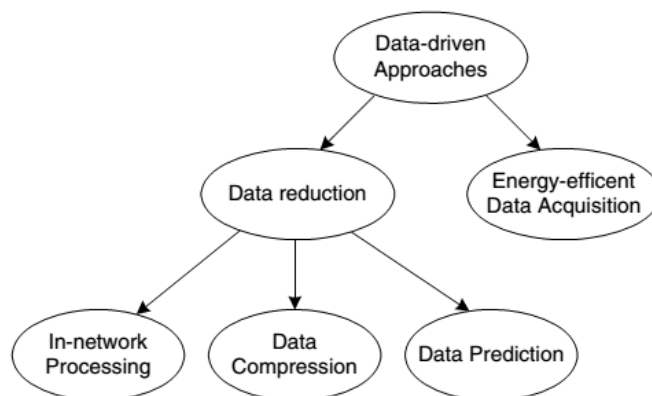 Data-driven
Approaches
Data reduction
Energy-efficent
Data Acquisition
In-network
Processing
Data
Compression
Data Prediction